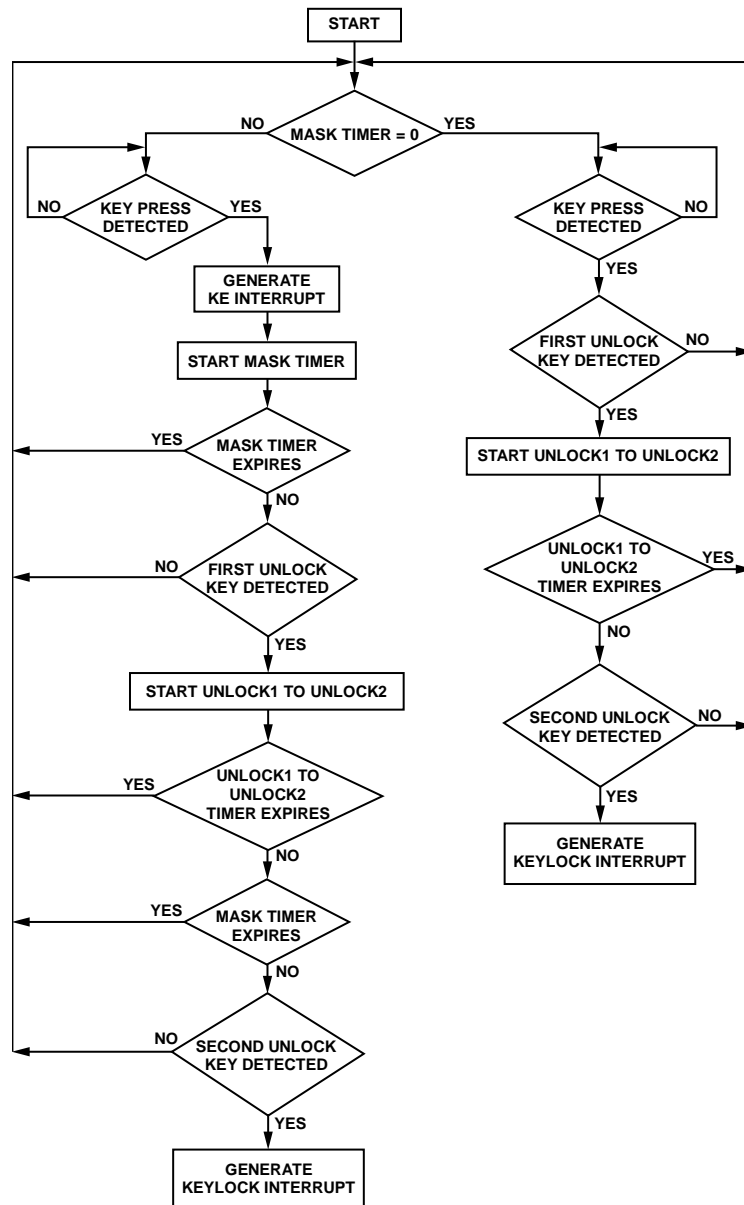 START
MASK TIMER = 0
NO
YES
NO
KEY PRESS
DETECTED
YES
GENERATE
KE INTERRUPT
START MASK TIMER
YES
MASK TIMER
EXPIRES
NO
NO
FIRST UNLOCK
KEY DETECTED
YES
START UNLOCK1 TO UNLOCK2
YES
UNLOCK1 TO
UNLOCK2
TIMER EXPIRES
NO
YES
MASK TIMER
EXPIRES
NO
NO
SECOND UNLOCK
KEY DETECTED
YES
GENERATE
KEYLOCK INTERRUPT
KEY PRESS
DETECTED
NO
YES
FIRST UNLOCK
KEY DETECTED
NO
YES
START UNLOCK1 TO UNLOCK2
UNLOCK1 TO
UNLOCK2
TIMER EXPIRES
YES
NO
SECOND UNLOCK
KEY DETECTED
NO
YES
GENERATE
KEYLOCK INTERRUPT